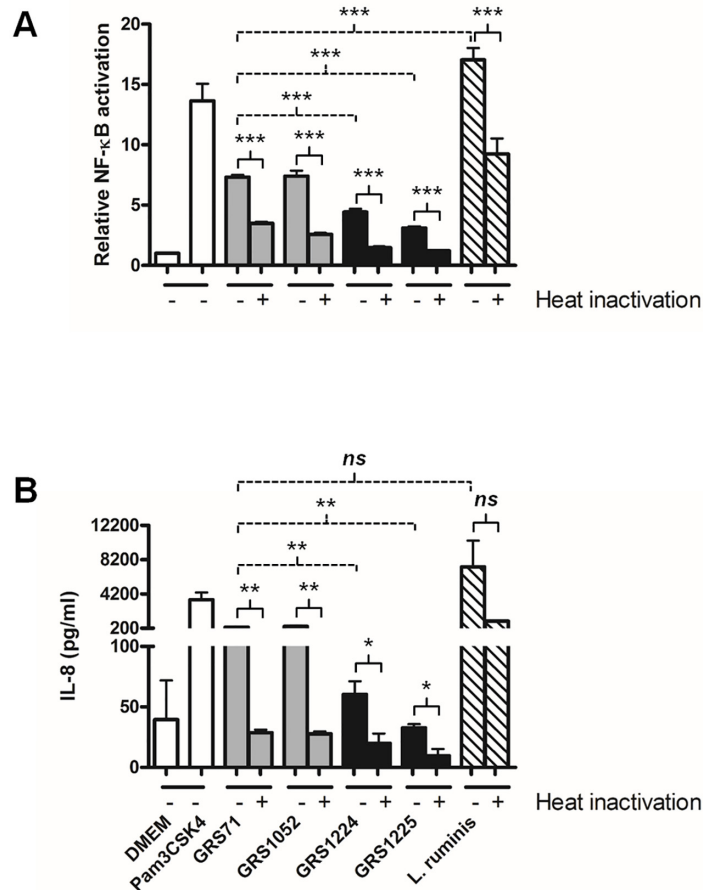 A
Relative NF-κB activation
20
15
10
5
0
***
***
***
***
***
***
***
***
- - - + - + - + - + - +
Heat inactivation
B
IL-8 (pg/ml)
12200
8200
4200
200
100
50
0
ns
ns
**
**
**
**
*
*
- - - + - + - + - + - +
Heat inactivation
DMEM
Pam3CSK4
GRS71
GRS1052
GRS1224
GRS1225
L. ruminis